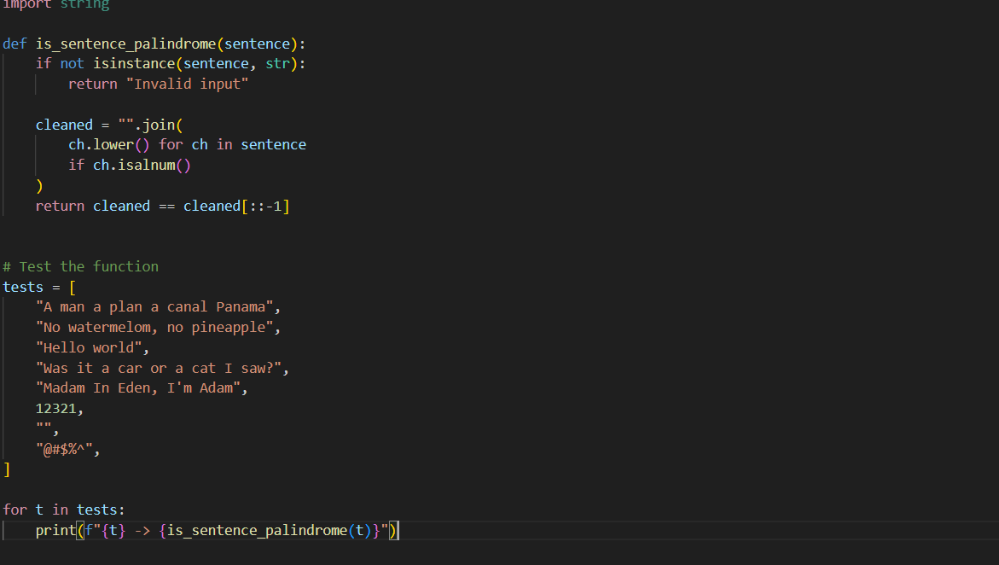 import string
def is_sentence_palindrome(sentence):
    if not isinstance(sentence, str):
        return "Invalid input"
    cleaned = "".join(
        ch.lower() for ch in sentence
        if ch.isalnum()
    )
    return cleaned == cleaned[::-1]
# Test the function
tests = [
    "A man a plan a canal Panama",
    "No watermelom, no pineapple",
    "Hello world",
    "Was it a car or a cat I saw?",
    "Madam In Eden, I'm Adam",
    12321,
    "",
    "@#$%^",
]
for t in tests:
    print(f"{t} -> {is_sentence_palindrome(t)}")